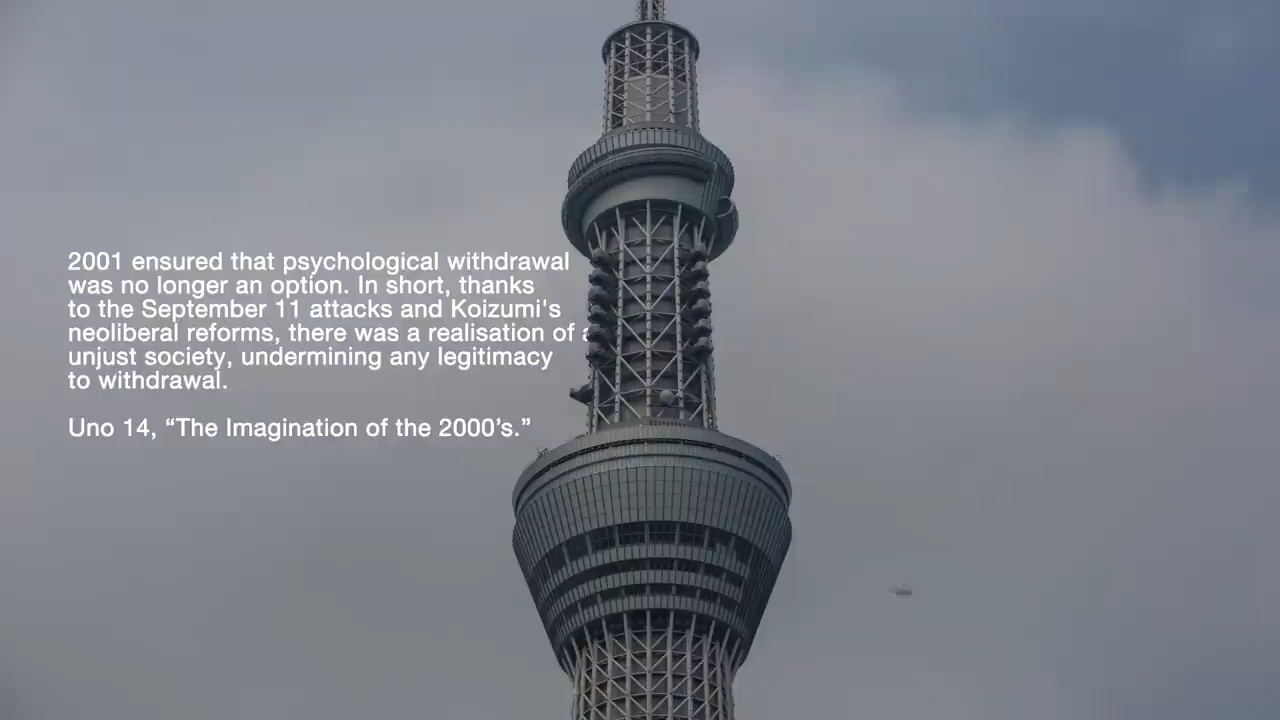 2001 ensured that psychological withdrawal
was no longer an option. In short, thanks
to the September 11 attacks and Koizumi's
neoliberal reforms, there was a realisation of a
unjust society, undermining any legitimacy
to withdrawal.
Uno 14, “The Imagination of the 2000’s.”